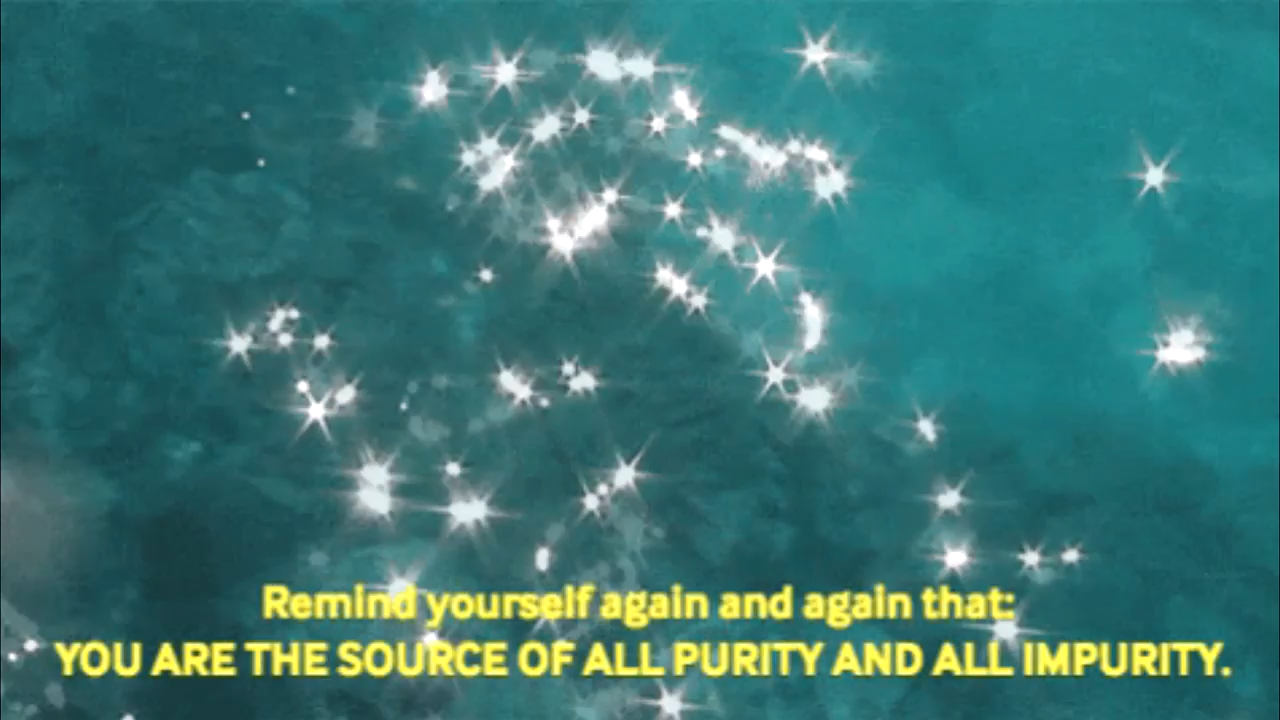 Remind yourself again and again that:
YOU ARE THE SOURCE OF ALL PURITY AND ALL IMPURITY.